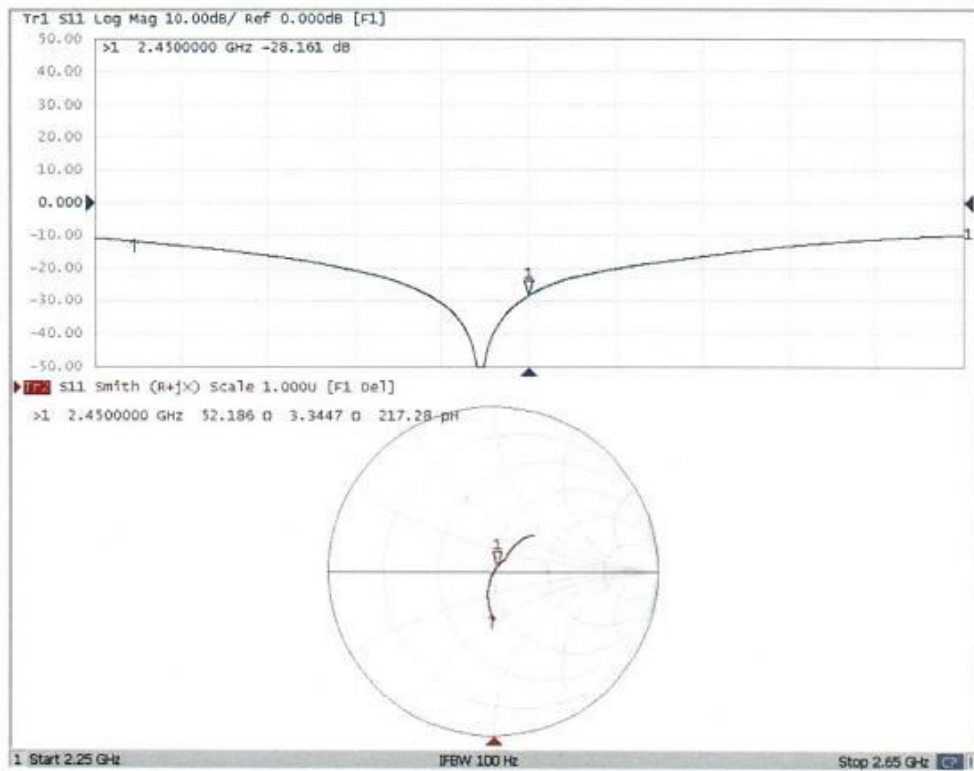 Tr1 S11 Log Mag 10.00dB/ Ref 0.000dB [F1]
50.00
>1 2.4500000 GHz -28.161 dB
40.00
30.00
20.00
10.00
0.000
-10.00
1
-20.00
1
-30.00
-40.00
-50.00
Tr2 S11 Smith (R+jX) Scale 1.000U [F1 Del]
>1 2.4500000 GHz 52.186 Ω 3.3447 Ω 217.28 pH
1
1 Start 2.25 GHz IFBW 100 Hz Stop 2.65 GHz